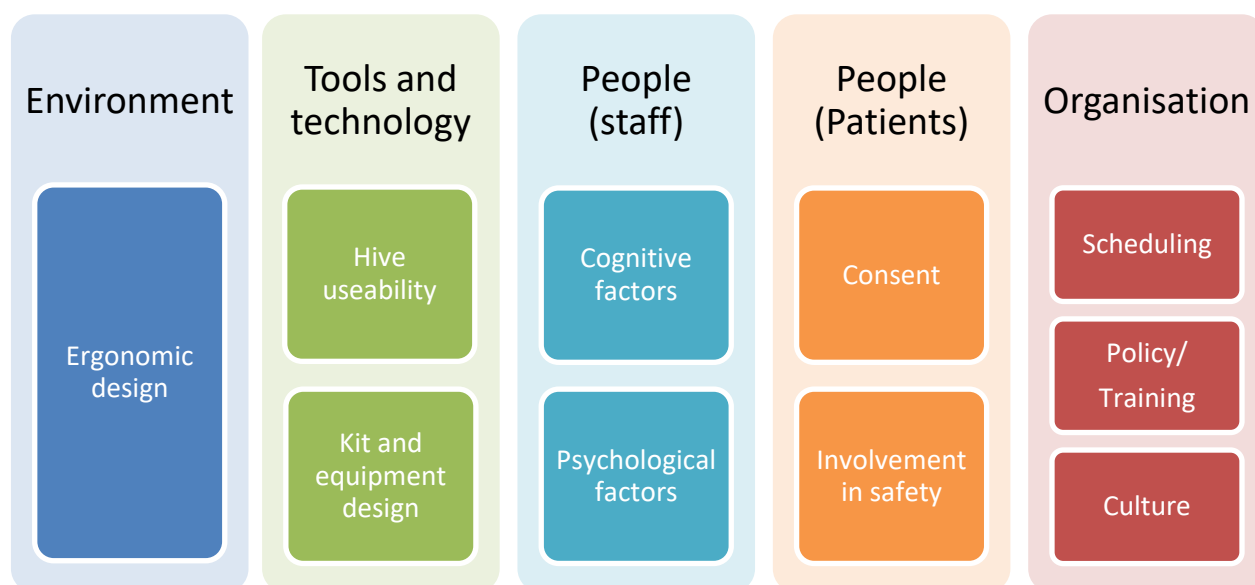 Environment
Ergonomic
design
Tools and
technology
Hive
useability
Kit and
equipment
design
People
(staff)
Cognitive
factors
Psychological
factors
People
(Patients)
Consent
Involvement
in safety
Organisation
Scheduling
Policy/
Training
Culture